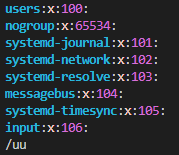 users:x:100:
nogroup:x:65534:
systemd-journal:x:101:
systemd-network:x:102:
systemd-resolve:x:103:
messagebus:x:104:
systemd-timesync:x:105:
input:x:106:
/uu